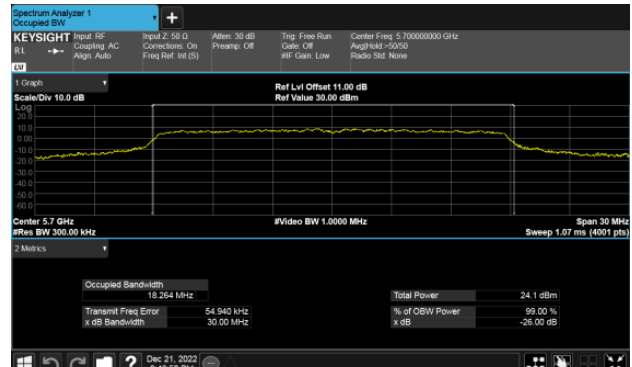 Spectrum Analyzer 1
Occupied BW
+
KEYSIGHT Input: RF Input Z: 50 Ω Atten: 30 dB Trig: Free Run Center Freq: 5.700000000 GHz
RL Coupling: AC Corrections: On Preamp: Off Gate: Off Avg|Hold:>50/50
Align: Auto Freq Ref: Int (S) #IF Gain: Low Radio Std: None
LXI
1 Graph
Ref Lvl Offset 11.00 dB
Scale/Div 10.0 dB Ref Value 30.00 dBm
Log
20.0
10.0
0.00
-10.0
-20.0
-30.0
-40.0
-50.0
-60.0
Center 5.7 GHz #Video BW 1.0000 MHz Span 30 MHz
#Res BW 300.00 kHz Sweep 1.07 ms (4001 pts)
2 Metrics
Occupied Bandwidth
18.264 MHz Total Power 24.1 dBm
Transmit Freq Error 54.940 kHz % of OBW Power 99.00 %
x dB Bandwidth 30.00 MHz x dB -26.00 dB
? Dec 21, 2022